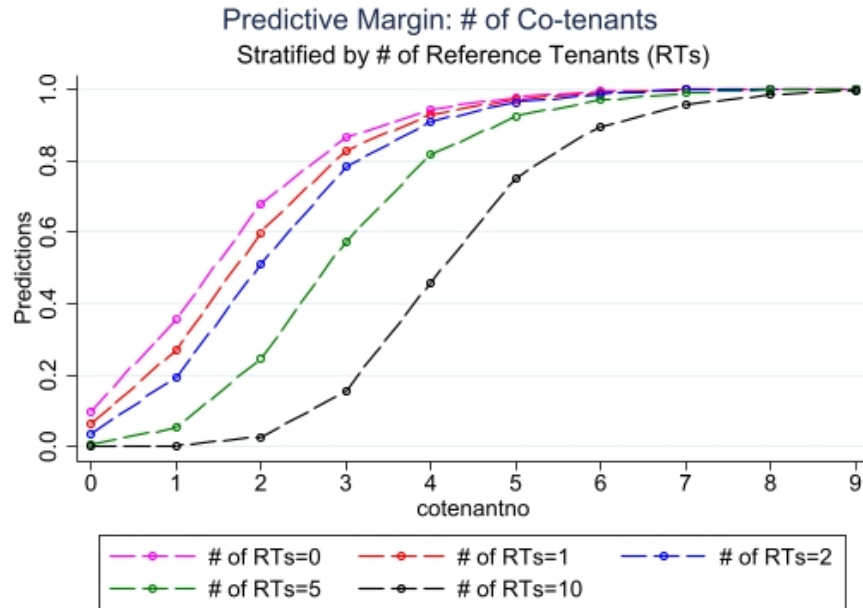 Predictive Margin: # of Co-tenants
Stratified by # of Reference Tenants (RTs)
Predictions
1.0
0.8
0.6
0.4
0.2
0.0
0 1 2 3 4 5 6 7 8 9
cotenantno
# of RTs=0 # of RTs=1 # of RTs=2
# of RTs=5 # of RTs=10